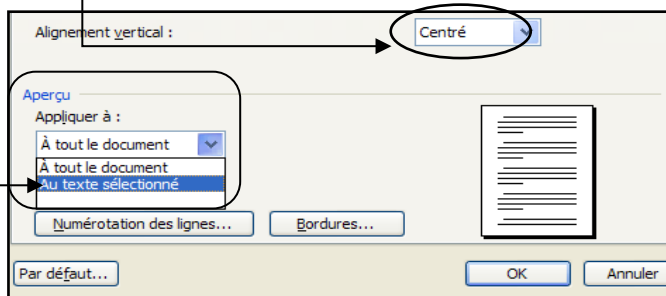 Alignement vertical :
Centré
Aperçu
Appliquer à :
À tout le document
À tout le document
Au texte sélectionné
Numérotation des lignes...
Bordures...
Par défaut...
OK
Annuler